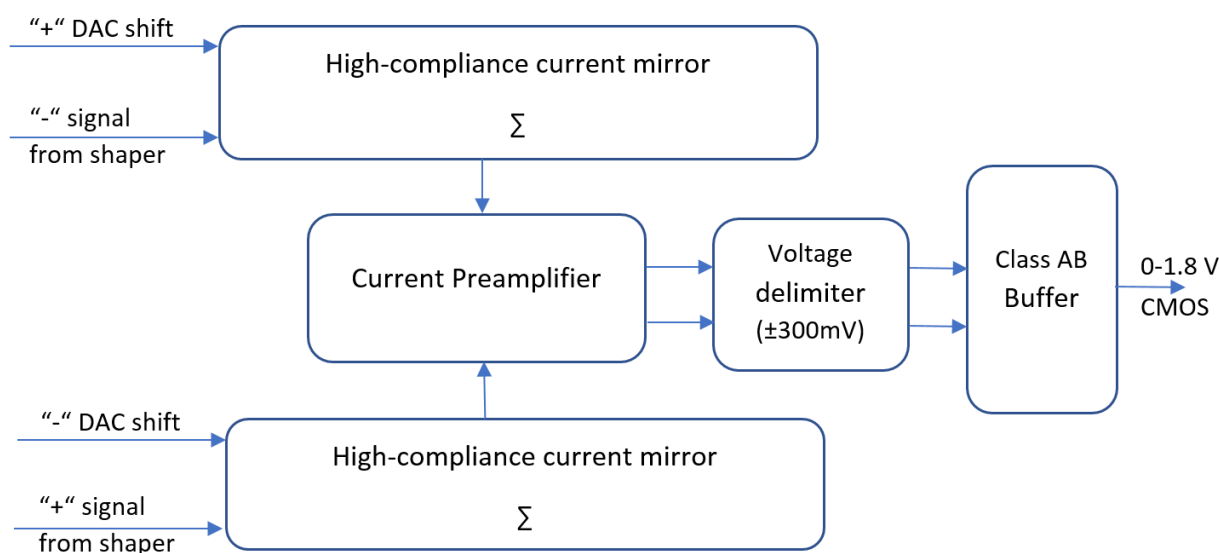 “+“ DAC shift
High-compliance current mirror
∑
“-“ signal
from shaper
Current Preamplifier
Voltage
delimiter
(±300mV)
Class AB
Buffer
0-1.8 V
CMOS
“-“ DAC shift
High-compliance current mirror
∑
“+“ signal
from shaper